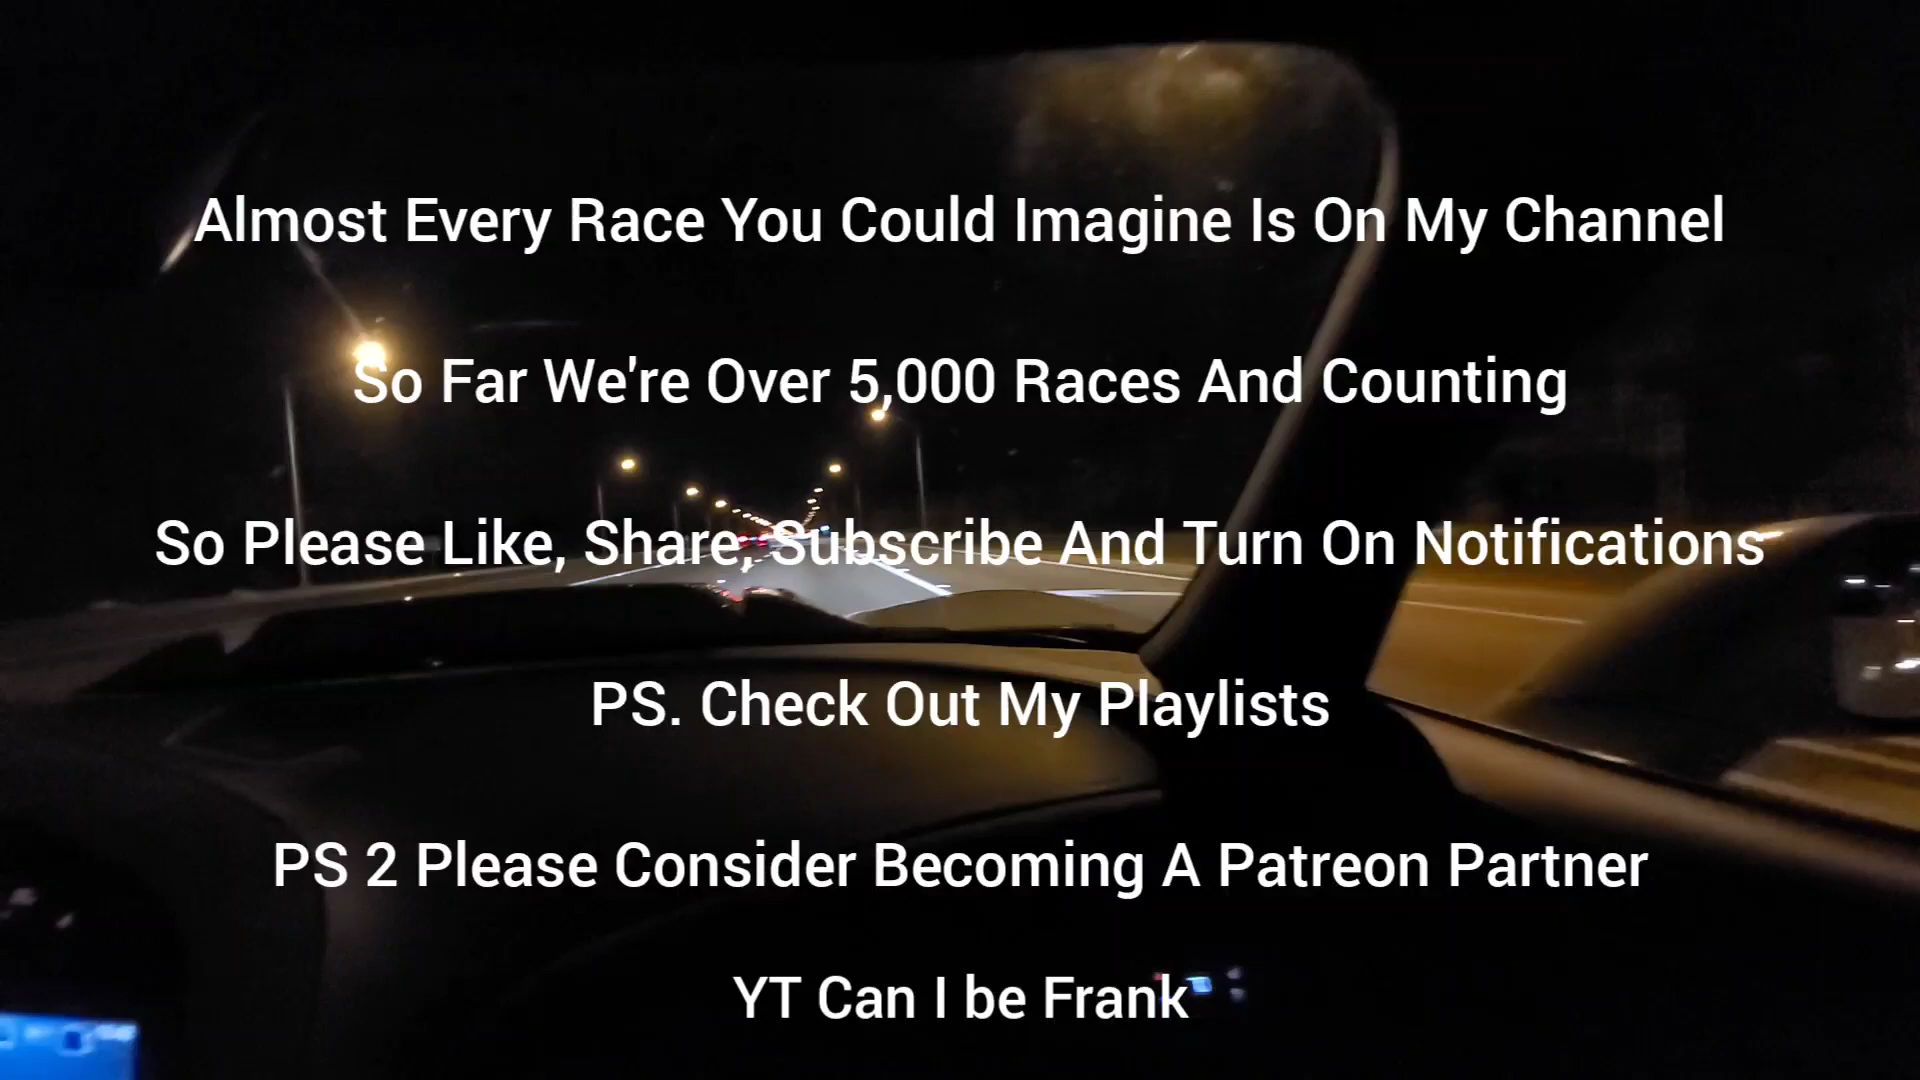 Almost Every Race You Could Imagine Is On My Channel
So Far We're Over 5,000 Races And Counting
So Please Like, Share, Subscribe And Turn On Notifications
PS. Check Out My Playlists
PS 2 Please Consider Becoming A Patreon Partner
YT Can I be Frank